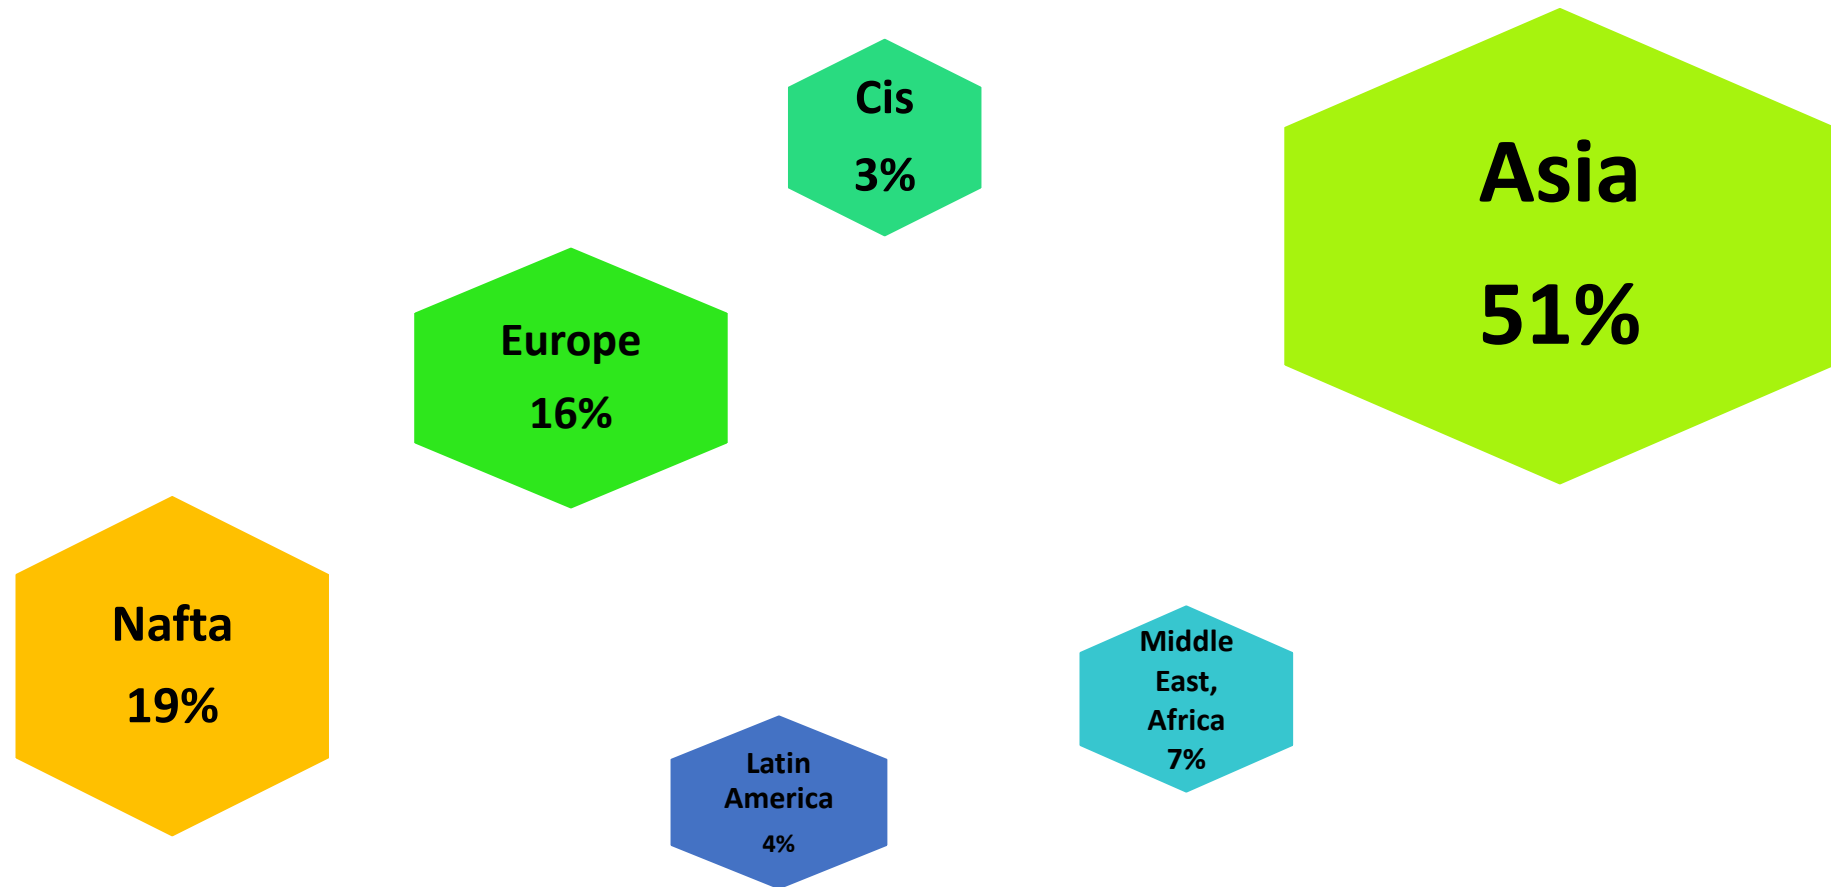 Cis
3%
Asia
51%
Europe
16%
Nafta
19%
Middle
East,
Africa
7%
Latin
America
4%